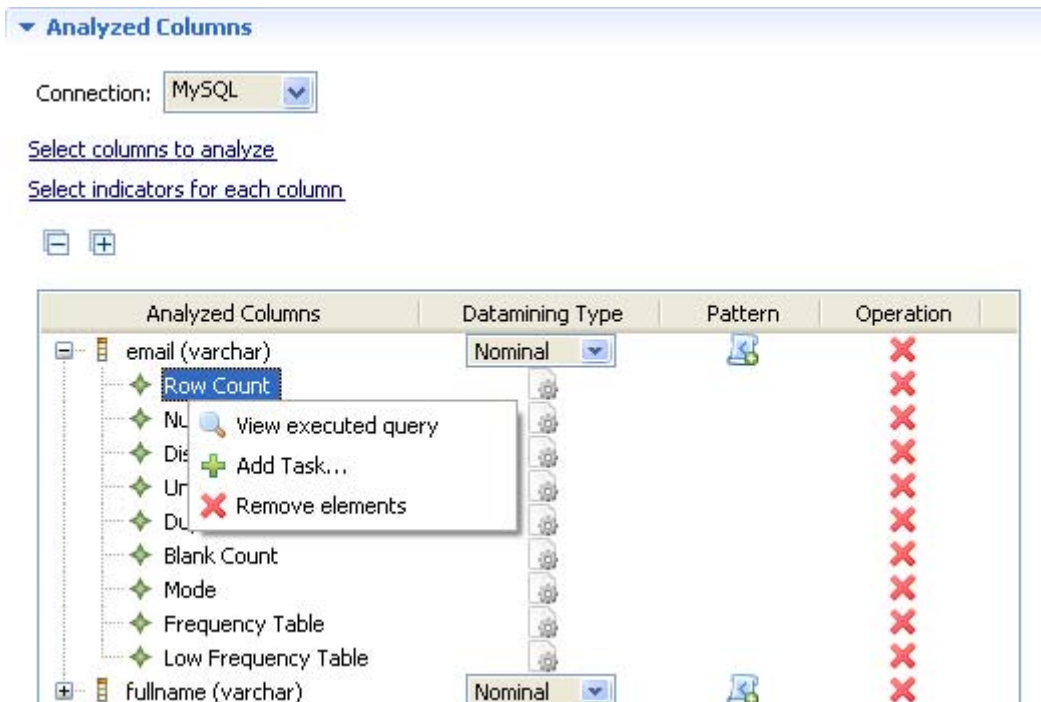 Analyzed Columns
Connection: MySQL
Select columns to analyze
Select indicators for each column
Analyzed Columns Datamining Type Pattern Operation
email (varchar) Nominal
Row Count
View executed query
Add Task...
Remove elements
Blank Count
Mode
Frequency Table
Low Frequency Table
fullname (varchar) Nominal